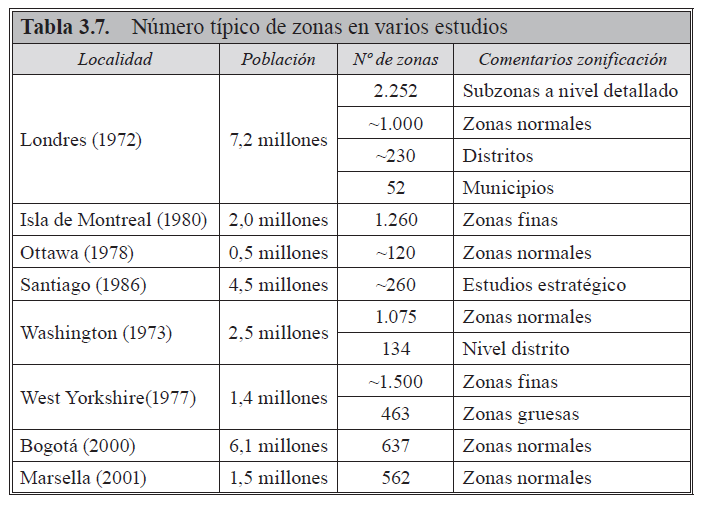 Tabla 3.7. Número típico de zonas en varios estudios
Localidad Población Nº de zonas Comentarios zonificación
Londres (1972) 7,2 millones 2.252 Subzonas a nivel detallado
~1.000 Zonas normales
~230 Distritos
52 Municipios
Isla de Montreal (1980) 2,0 millones 1.260 Zonas finas
Ottawa (1978) 0,5 millones ~120 Zonas normales
Santiago (1986) 4,5 millones ~260 Estudios estratégico
Washington (1973) 2,5 millones 1.075 Zonas normales
134 Nivel distrito
West Yorkshire(1977) 1,4 millones ~1.500 Zonas finas
463 Zonas gruesas
Bogotá (2000) 6,1 millones 637 Zonas normales
Marsella (2001) 1,5 millones 562 Zonas normales